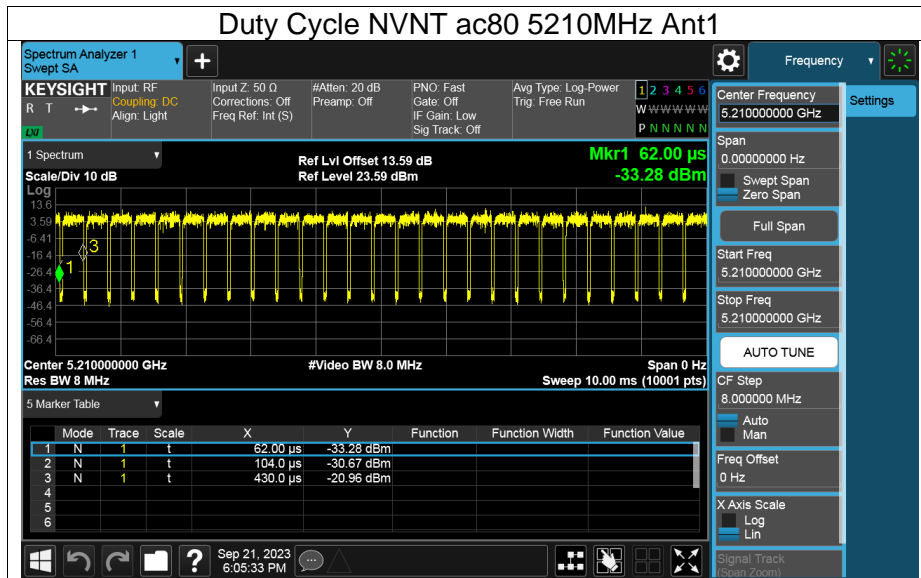 Duty Cycle NVNT ac80 5210MHz Ant1
Spectrum Analyzer 1
Swept SA
Frequency
KEYSIGHT
R T
LXI
Input: RF
Coupling: DC
Align: Light
Input Z: 50 Ω
Corrections: Off
Freq Ref: Int (S)
#Atten: 20 dB
Preamp: Off
PNO: Fast
Gate: Off
IF Gain: Low
Sig Track: Off
Avg Type: Log-Power
Trig: Free Run
1 2 3 4 5 6
W W W W W W
P N N N N N
1 Spectrum
Scale/Div 10 dB
Ref Lvl Offset 13.59 dB
Ref Level 23.59 dBm
Mkr1 62.00 µs
-33.28 dBm
Log
13.6
3.59
-6.41
-16.4
-26.4
-36.4
-46.4
-56.4
-66.4
3
1
Center 5.210000000 GHz
#Video BW 8.0 MHz
Span 0 Hz
Res BW 8 MHz
Sweep 10.00 ms (10001 pts)
5 Marker Table
Mode Trace Scale X Y Function Function Width Function Value
1 N 1 t 62.00 µs -33.28 dBm
2 N 1 t 104.0 µs -30.67 dBm
3 N 1 t 430.0 µs -20.96 dBm
4
5
6
Sep 21, 2023
6:05:33 PM
Center Frequency
5.210000000 GHz
Settings
Span
0.00000000 Hz
Swept Span
Zero Span
Full Span
Start Freq
5.210000000 GHz
Stop Freq
5.210000000 GHz
AUTO TUNE
CF Step
8.000000 MHz
Auto
Man
Freq Offset
0 Hz
X Axis Scale
Log
Lin
Signal Track
(Span Zoom)